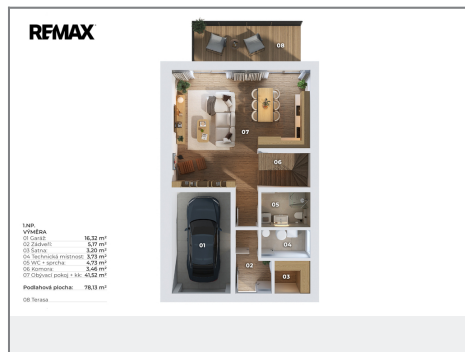 RE/MAX
08
07
06
05
04
03
02
01
1.NP.
VÝMĚRA
01 Garáž: 16,32 m²
02 Zádveří: 5,17 m²
03 Šatna: 3,20 m²
04 Technická místnost: 3,73 m²
05 WC + sprcha: 4,73 m²
06 Komora: 3,46 m²
07 Obývací pokoj + kk: 41,52 m²
Podlahová plocha: 78,13 m²
08 Terasa